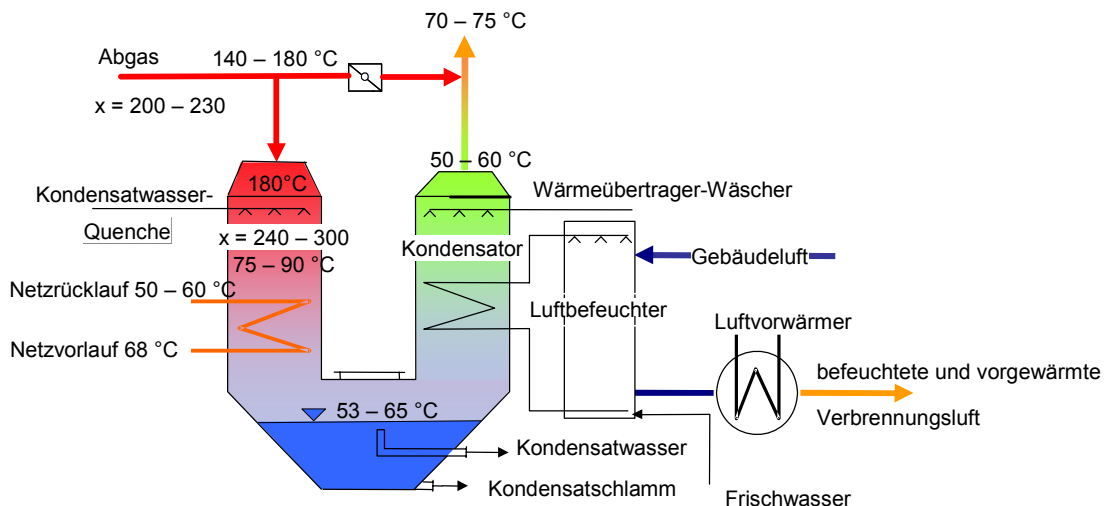 70 – 75 °C
Abgas
140 – 180 °C
x = 200 – 230
50 – 60 °C
180°C
Wärmeübertrager-Wäscher
Kondensatwasser-
Quenche
x = 240 – 300
Kondensator
Gebäudeluft
75 – 90 °C
Netzrücklauf 50 – 60 °C
Luftbefeuchter
Luftvorwärmer
Netzvorlauf 68 °C
befeuchtete und vorgewärmte
Verbrennungsluft
53 – 65 °C
Kondensatwasser
Kondensatschlamm
Frischwasser